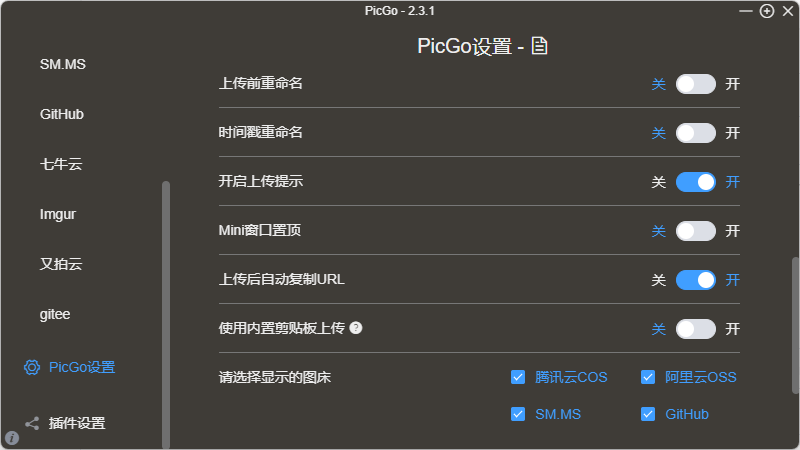 PicGo - 2.3.1
SM.MS
GitHub
七牛云
Imgur
又拍云
gitee
PicGo设置
插件设置
PicGo设置 -
上传前重命名 关 开
时间戳重命名 关 开
开启上传提示 关 开
Mini窗口置顶 关 开
上传后自动复制URL 关 开
使用内置剪贴板上传 ? 关 开
请选择显示的图床 腾讯云COS 阿里云OSS
SM.MS GitHub